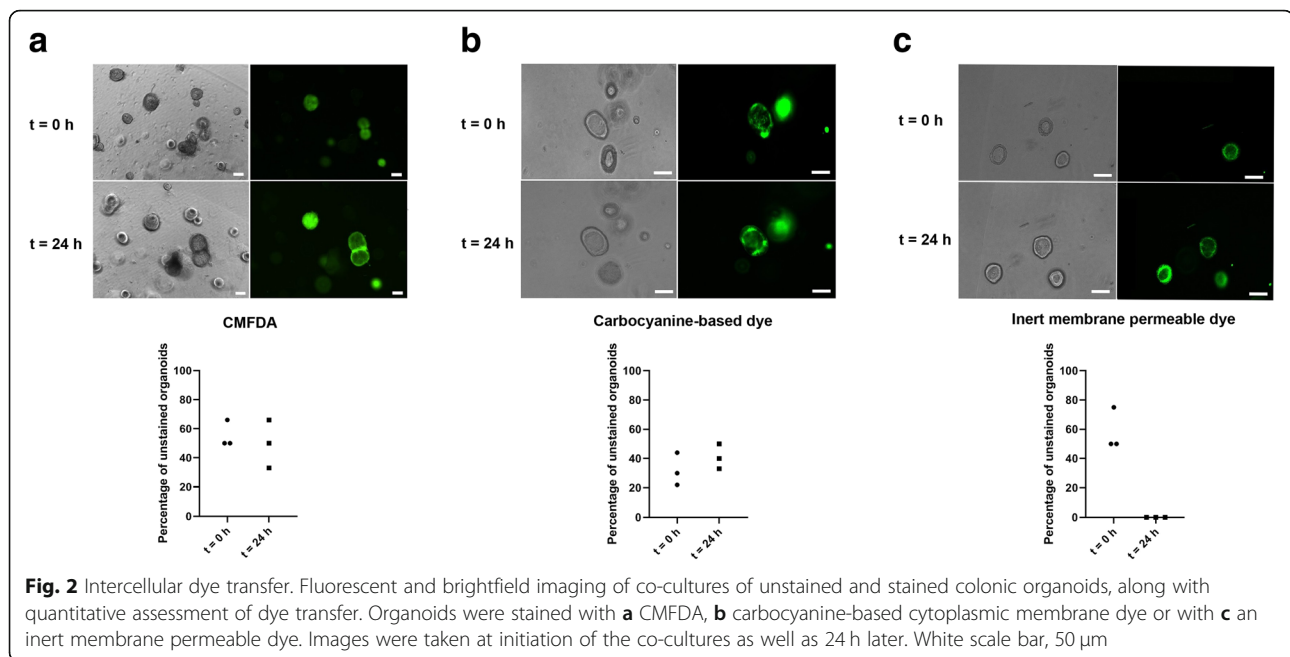 a
t = 0 h
t = 24 h
CMFDA
Percentage of unstained organoids
100
80
60
40
20
0
t = 0 h
t = 24 h
b
t = 0 h
t = 24 h
Carbocyanine-based dye
Percentage of unstained organoids
100
80
60
40
20
0
t = 0 h
t = 24 h
c
t = 0 h
t = 24 h
Inert membrane permeable dye
Percentage of unstained organoids
100
80
60
40
20
0
t = 0 h
t = 24 h
Fig. 2 Intercellular dye transfer. Fluorescent and brightfield imaging of co-cultures of unstained and stained colonic organoids, along with
quantitative assessment of dye transfer. Organoids were stained with a CMFDA, b carbocyanine-based cytoplasmic membrane dye or with c an
inert membrane permeable dye. Images were taken at initiation of the co-cultures as well as 24 h later. White scale bar, 50 μm